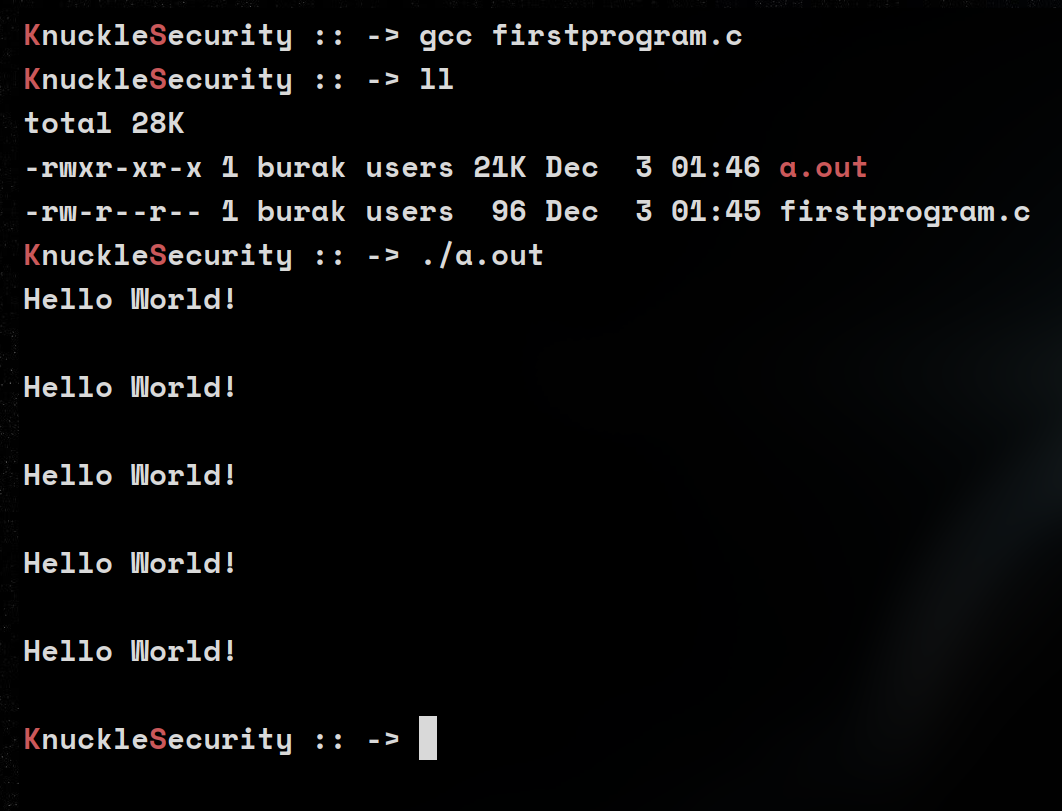 KnuckleSecurity :: -> gcc firstprogram.c
KnuckleSecurity :: -> ll
total 28K
-rwxr-xr-x 1 burak users 21K Dec  3 01:46 a.out
-rw-r--r-- 1 burak users  96 Dec  3 01:45 firstprogram.c
KnuckleSecurity :: -> ./a.out
Hello World!
Hello World!
Hello World!
Hello World!
Hello World!
KnuckleSecurity :: ->